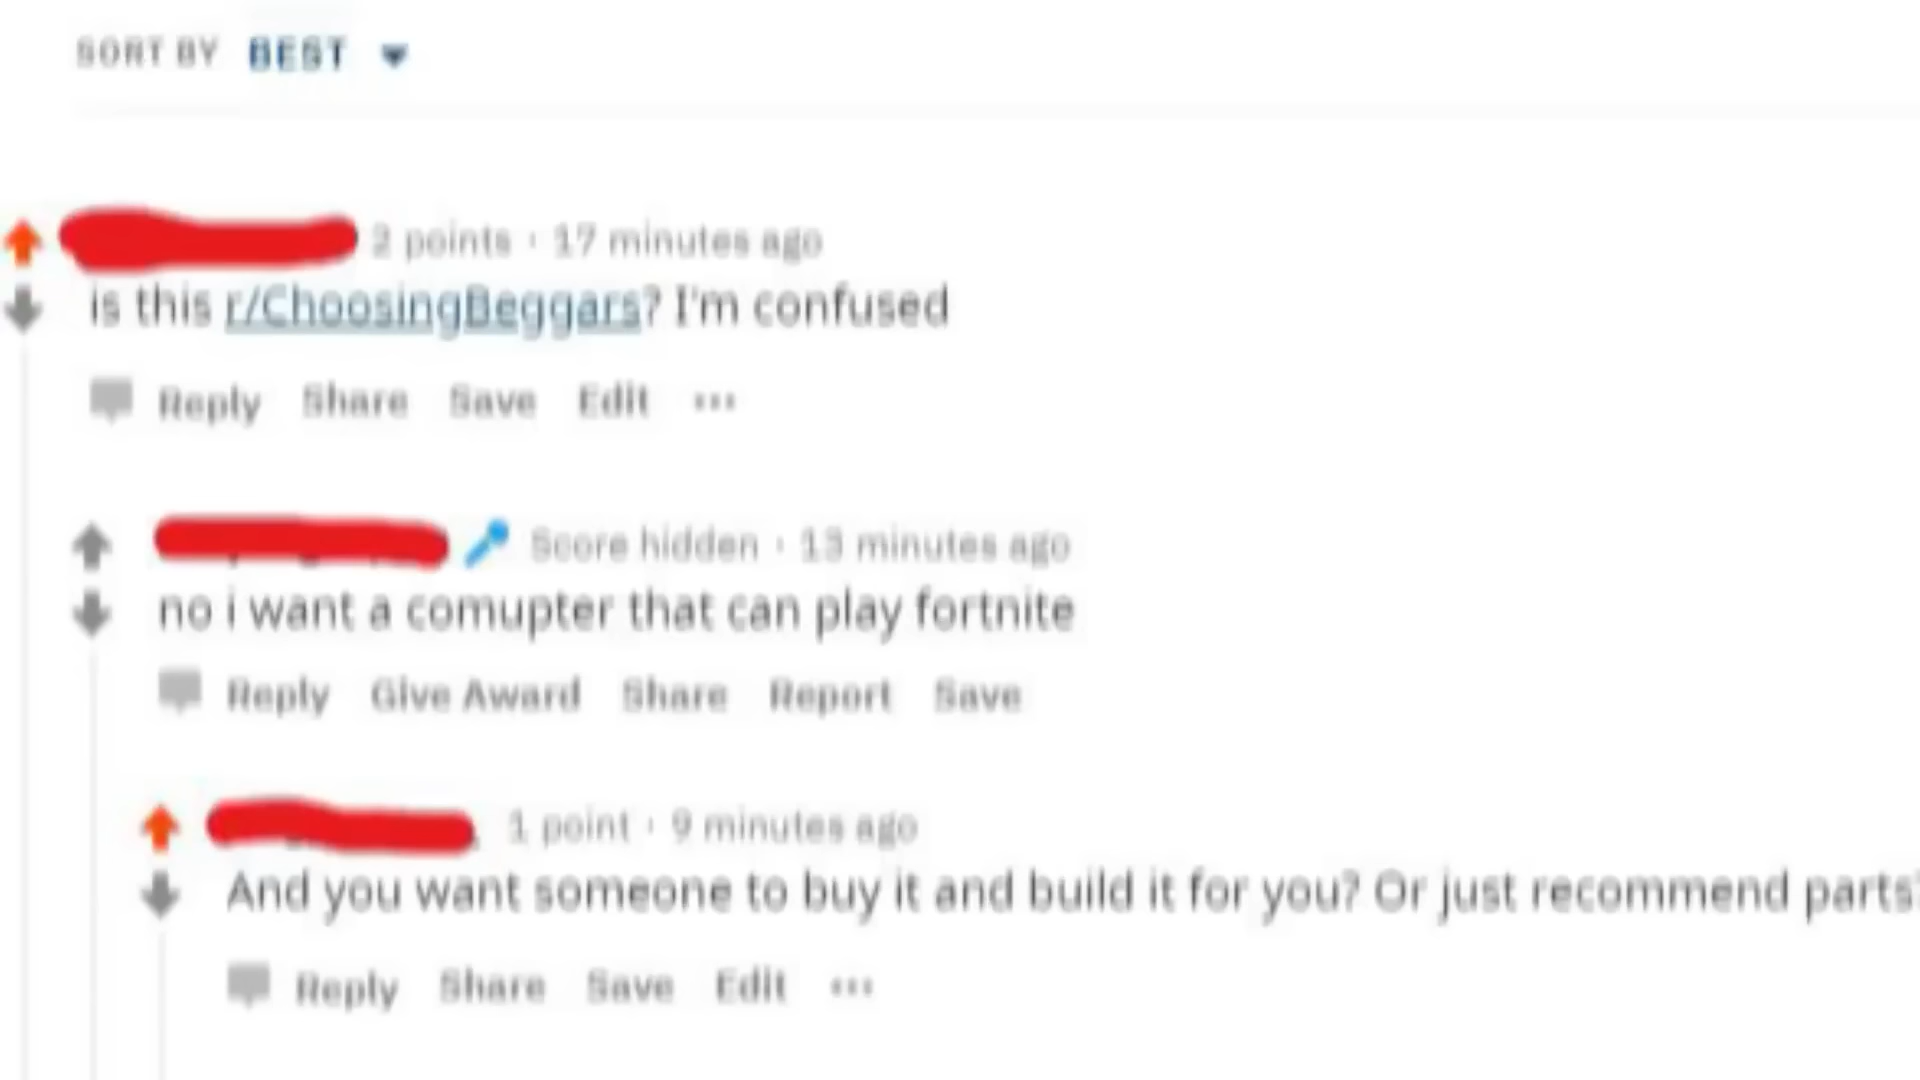 SORT BY BEST
2 points · 17 minutes ago
is this r/ChoosingBeggars? I'm confused
Reply Share Save Edit ...
Score hidden · 13 minutes ago
no i want a comupter that can play fortnite
Reply Give Award Share Report Save
1 point · 9 minutes ago
And you want someone to buy it and build it for you? Or just recommend parts?
Reply Share Save Edit ...